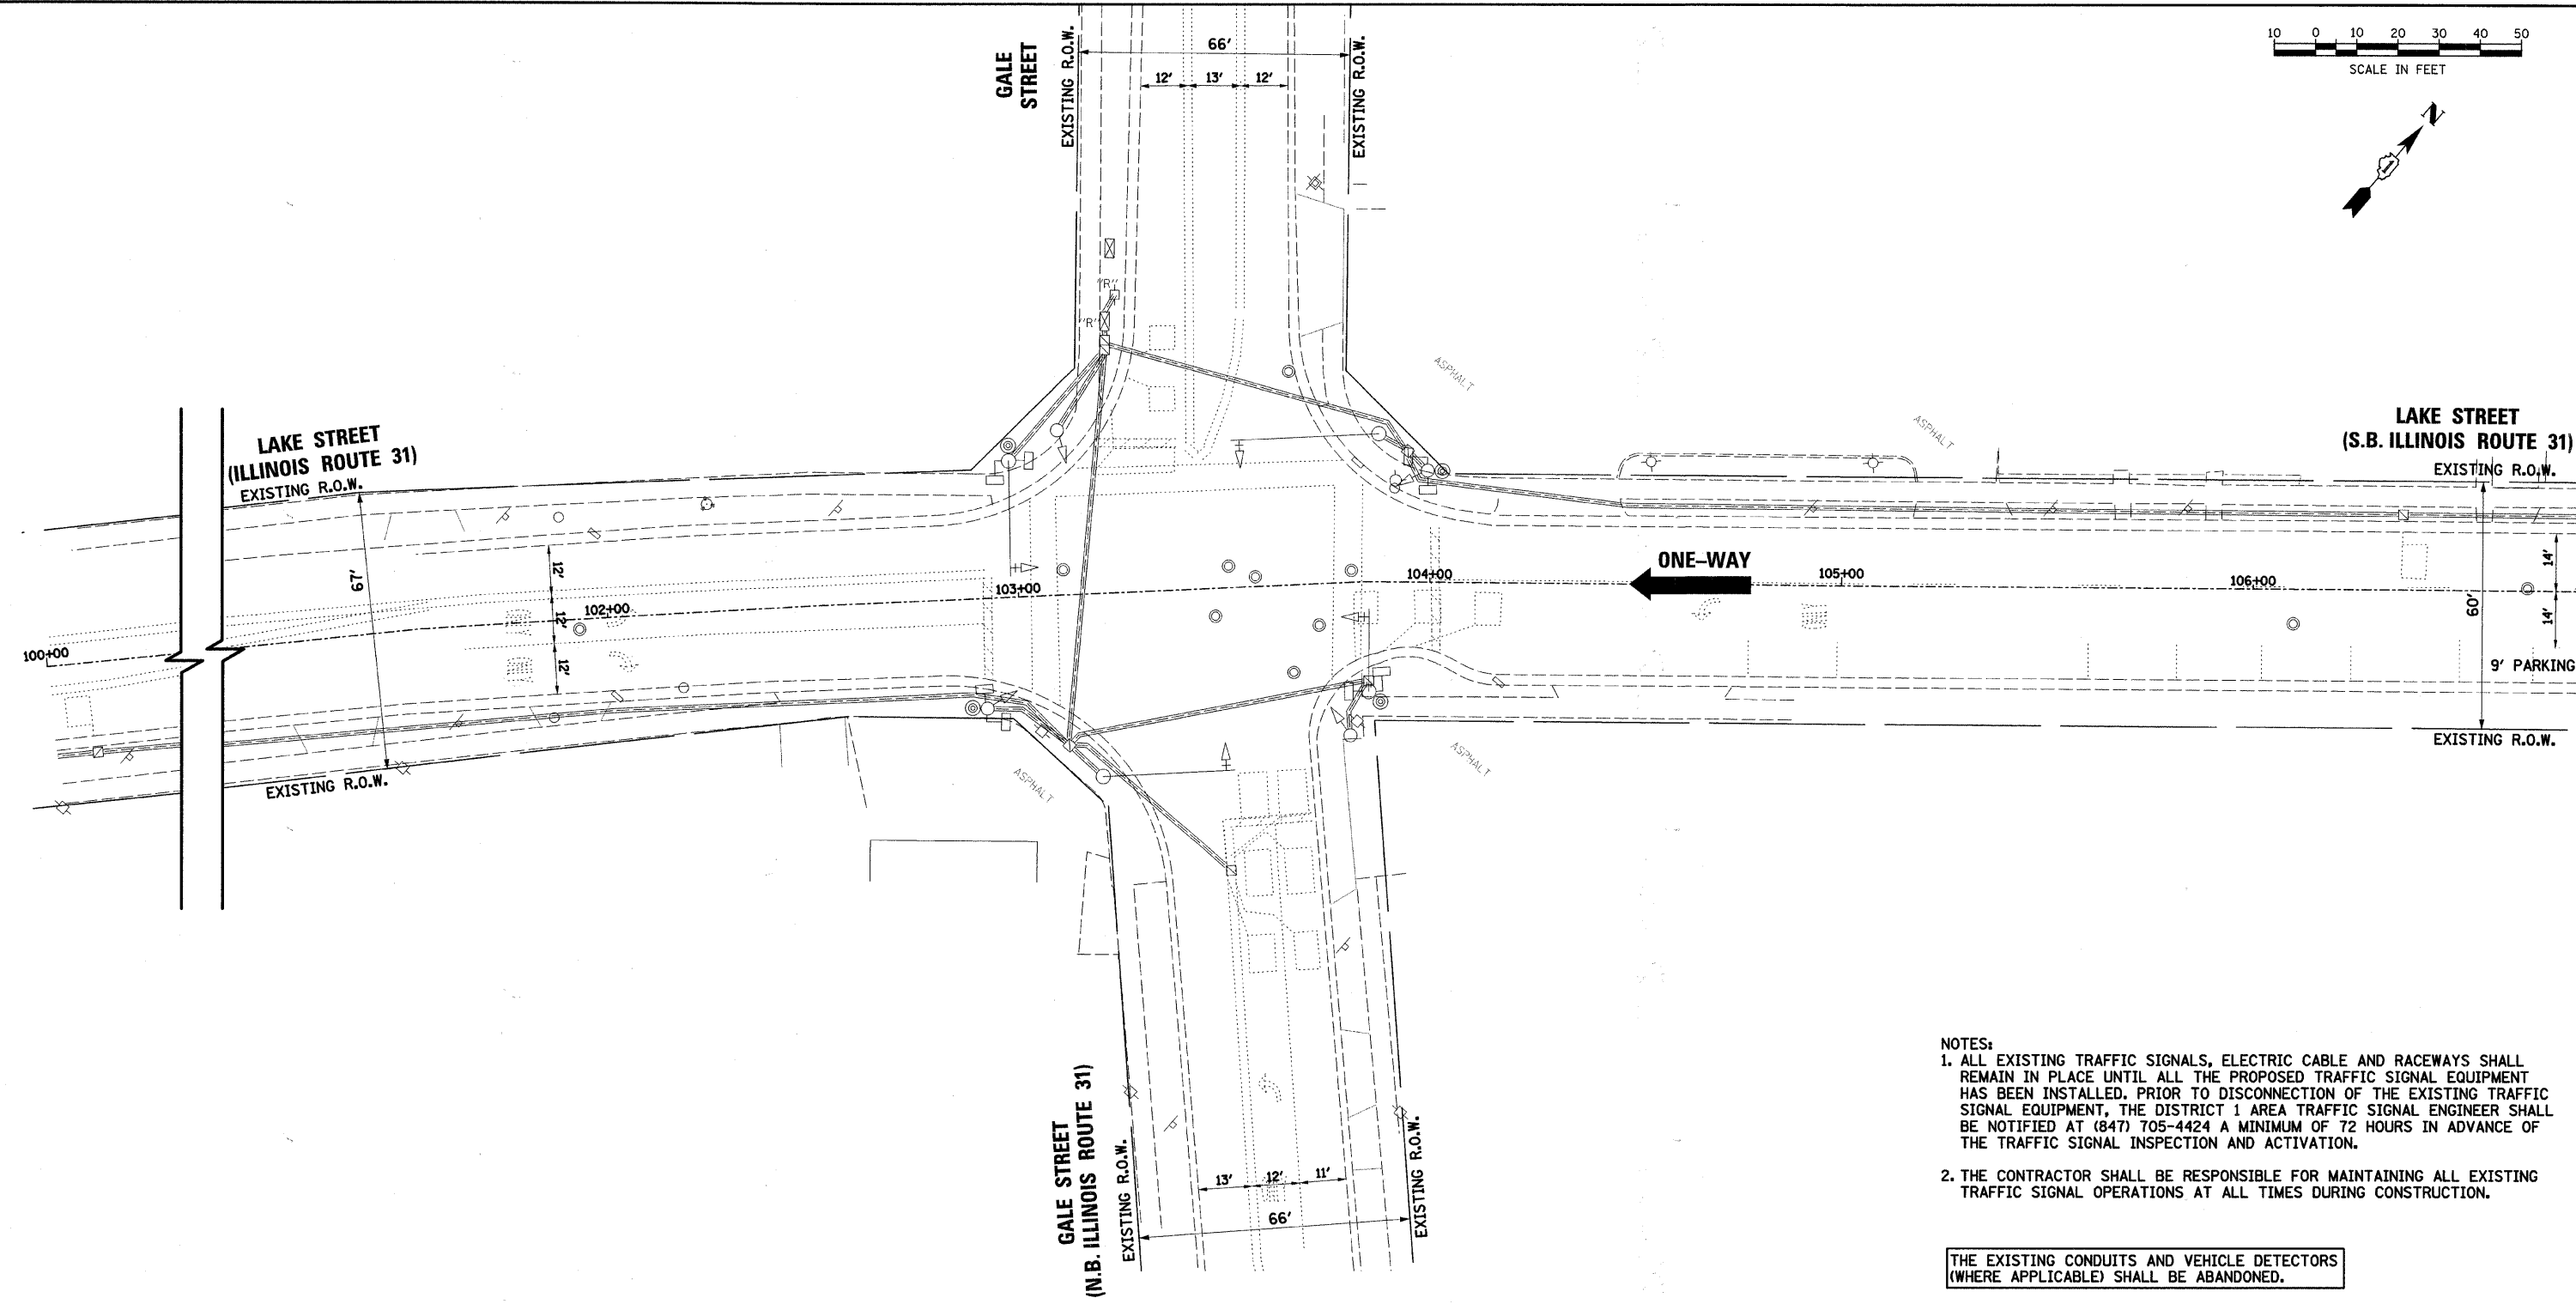 10 0 10 20 30 40 50
SCALE IN FEET
N
GALE
STREET
EXISTING R.O.W.
66'
EXISTING R.O.W.
12' 13' 12'
"R"
"R"
ASPHALT
ASPHALT
LAKE STREET
(ILLINOIS ROUTE 31)
EXISTING R.O.W.
LAKE STREET
(S.B. ILLINOIS ROUTE 31)
EXISTING R.O.W.
67'
12'
12'
12'
100+00
102+00
103+00
104+00
ONE-WAY
105+00
106+00
60'
14'
14'
9' PARKING
EXISTING R.O.W.
EXISTING R.O.W.
ASPHALT
ASPHALT
GALE STREET
(N.B. ILLINOIS ROUTE 31)
EXISTING R.O.W.
13' 12' 11'
66'
EXISTING R.O.W.
NOTES:
1. ALL EXISTING TRAFFIC SIGNALS, ELECTRIC CABLE AND RACEWAYS SHALL
REMAIN IN PLACE UNTIL ALL THE PROPOSED TRAFFIC SIGNAL EQUIPMENT
HAS BEEN INSTALLED. PRIOR TO DISCONNECTION OF THE EXISTING TRAFFIC
SIGNAL EQUIPMENT, THE DISTRICT 1 AREA TRAFFIC SIGNAL ENGINEER SHALL
BE NOTIFIED AT (847) 705-4424 A MINIMUM OF 72 HOURS IN ADVANCE OF
THE TRAFFIC SIGNAL INSPECTION AND ACTIVATION.
2. THE CONTRACTOR SHALL BE RESPONSIBLE FOR MAINTAINING ALL EXISTING
TRAFFIC SIGNAL OPERATIONS AT ALL TIMES DURING CONSTRUCTION.
THE EXISTING CONDUITS AND VEHICLE DETECTORS
(WHERE APPLICABLE) SHALL BE ABANDONED.